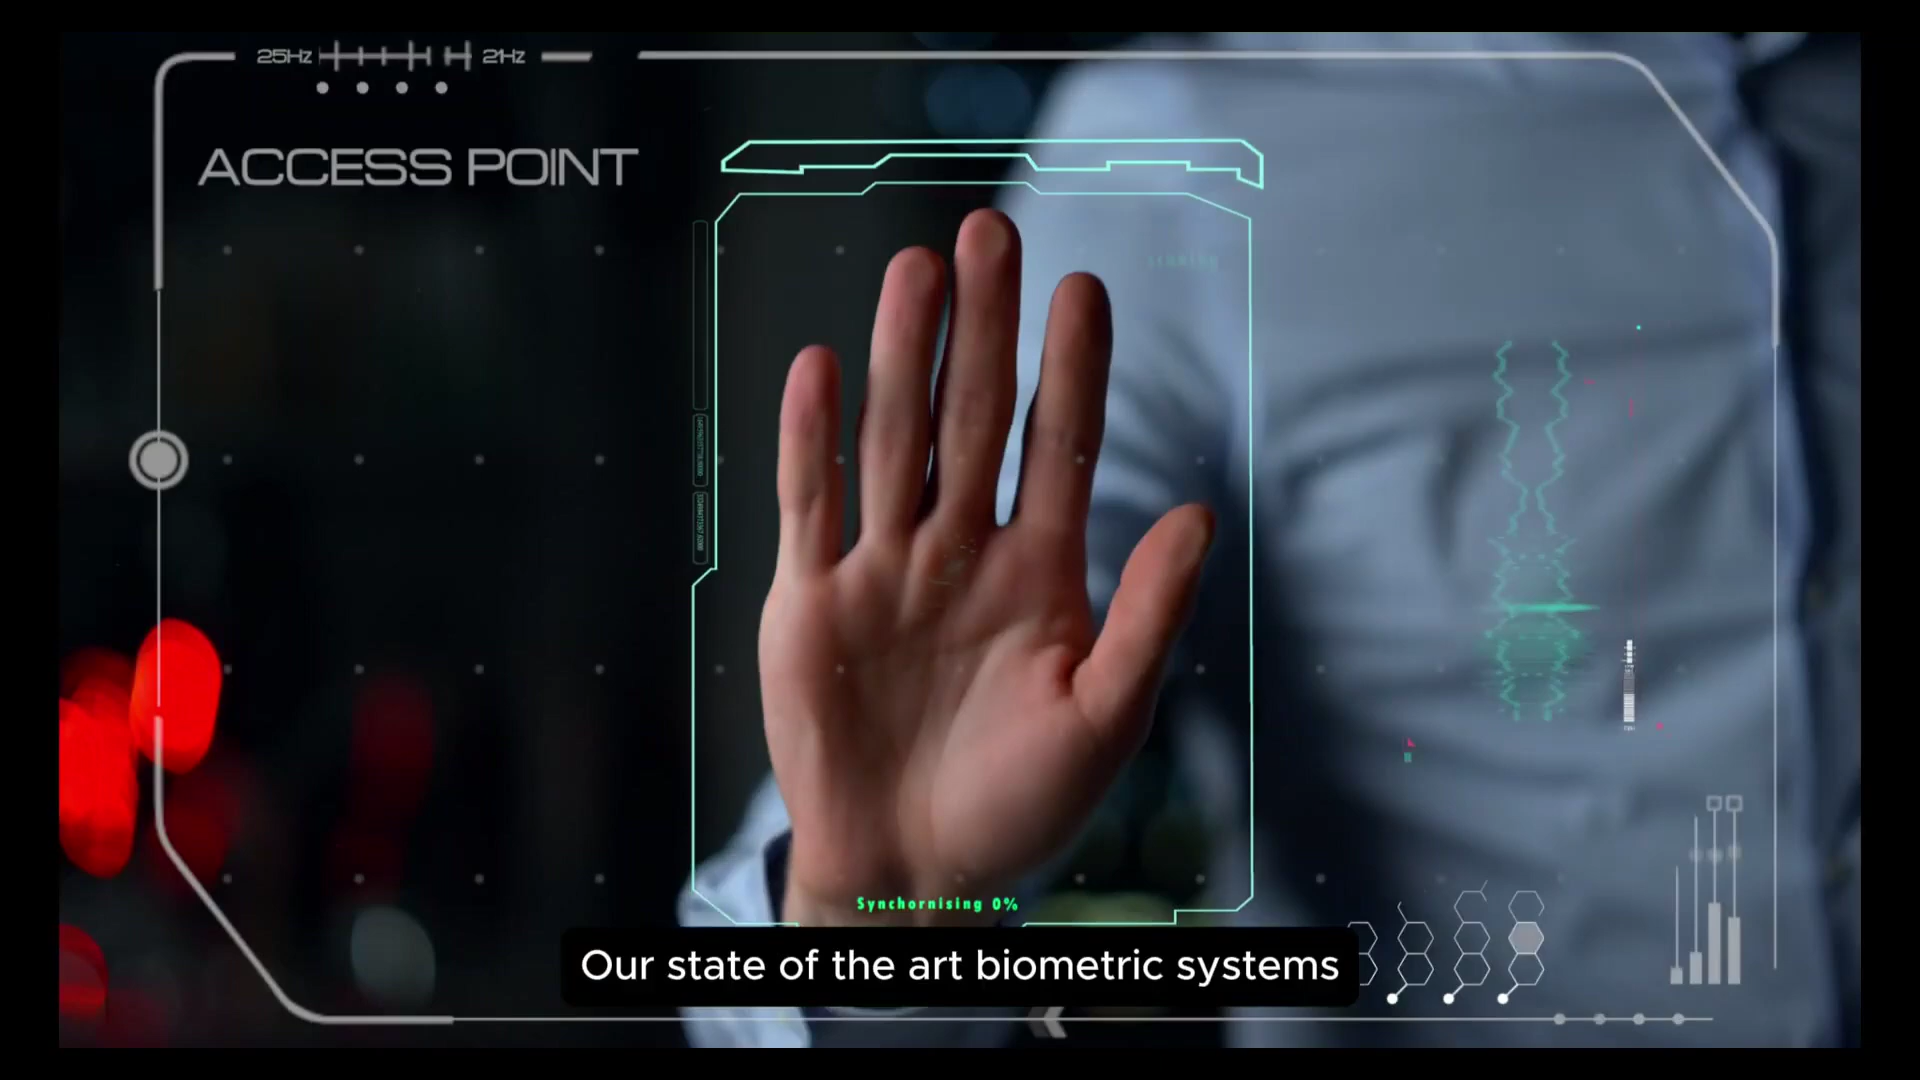 25Hz 21Hz
ACCESS POINT
Synchornising 0%
Our state of the art biometric systems